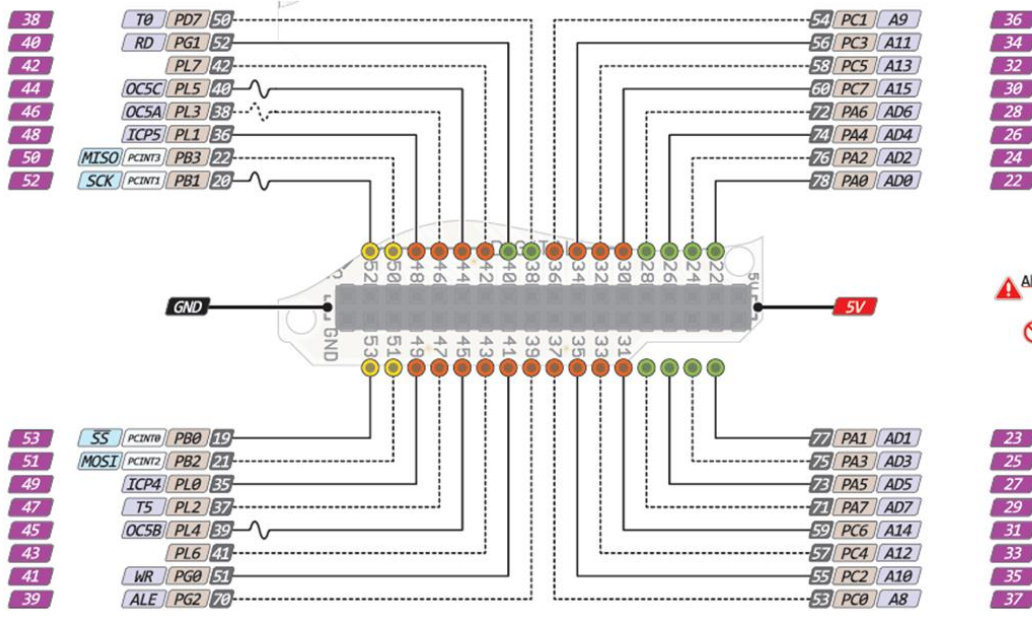 38 T0 PD7 50 54 PC1 A9 36
40 RD PG1 52 56 PC3 A11 34
42 PL7 42 58 PC5 A13 32
44 OC5C PL5 40 60 PC7 A15 30
46 OC5A PL3 38 72 PA6 AD6 28
48 ICP5 PL1 36 74 PA4 AD4 26
50 MISO PCINT3 PB3 22 76 PA2 AD2 24
52 SCK PCINT1 PB1 20 78 PA0 AD0 22
52 50 48 46 44 42 40 38 36 34 32 30 28 26 24 22
GND 5V
GND
53 51 49 47 45 43 41 39 37 35 33 31
53 SS PCINT0 PB0 19 77 PA1 AD1 23
51 MOSI PCINT2 PB2 21 75 PA3 AD3 25
49 ICP4 PL0 35 73 PA5 AD5 27
47 T5 PL2 37 71 PA7 AD7 29
45 OC5B PL4 39 59 PC6 A14 31
43 PL6 41 57 PC4 A12 33
41 WR PG0 51 55 PC2 A10 35
39 ALE PG2 70 53 PC0 A8 37